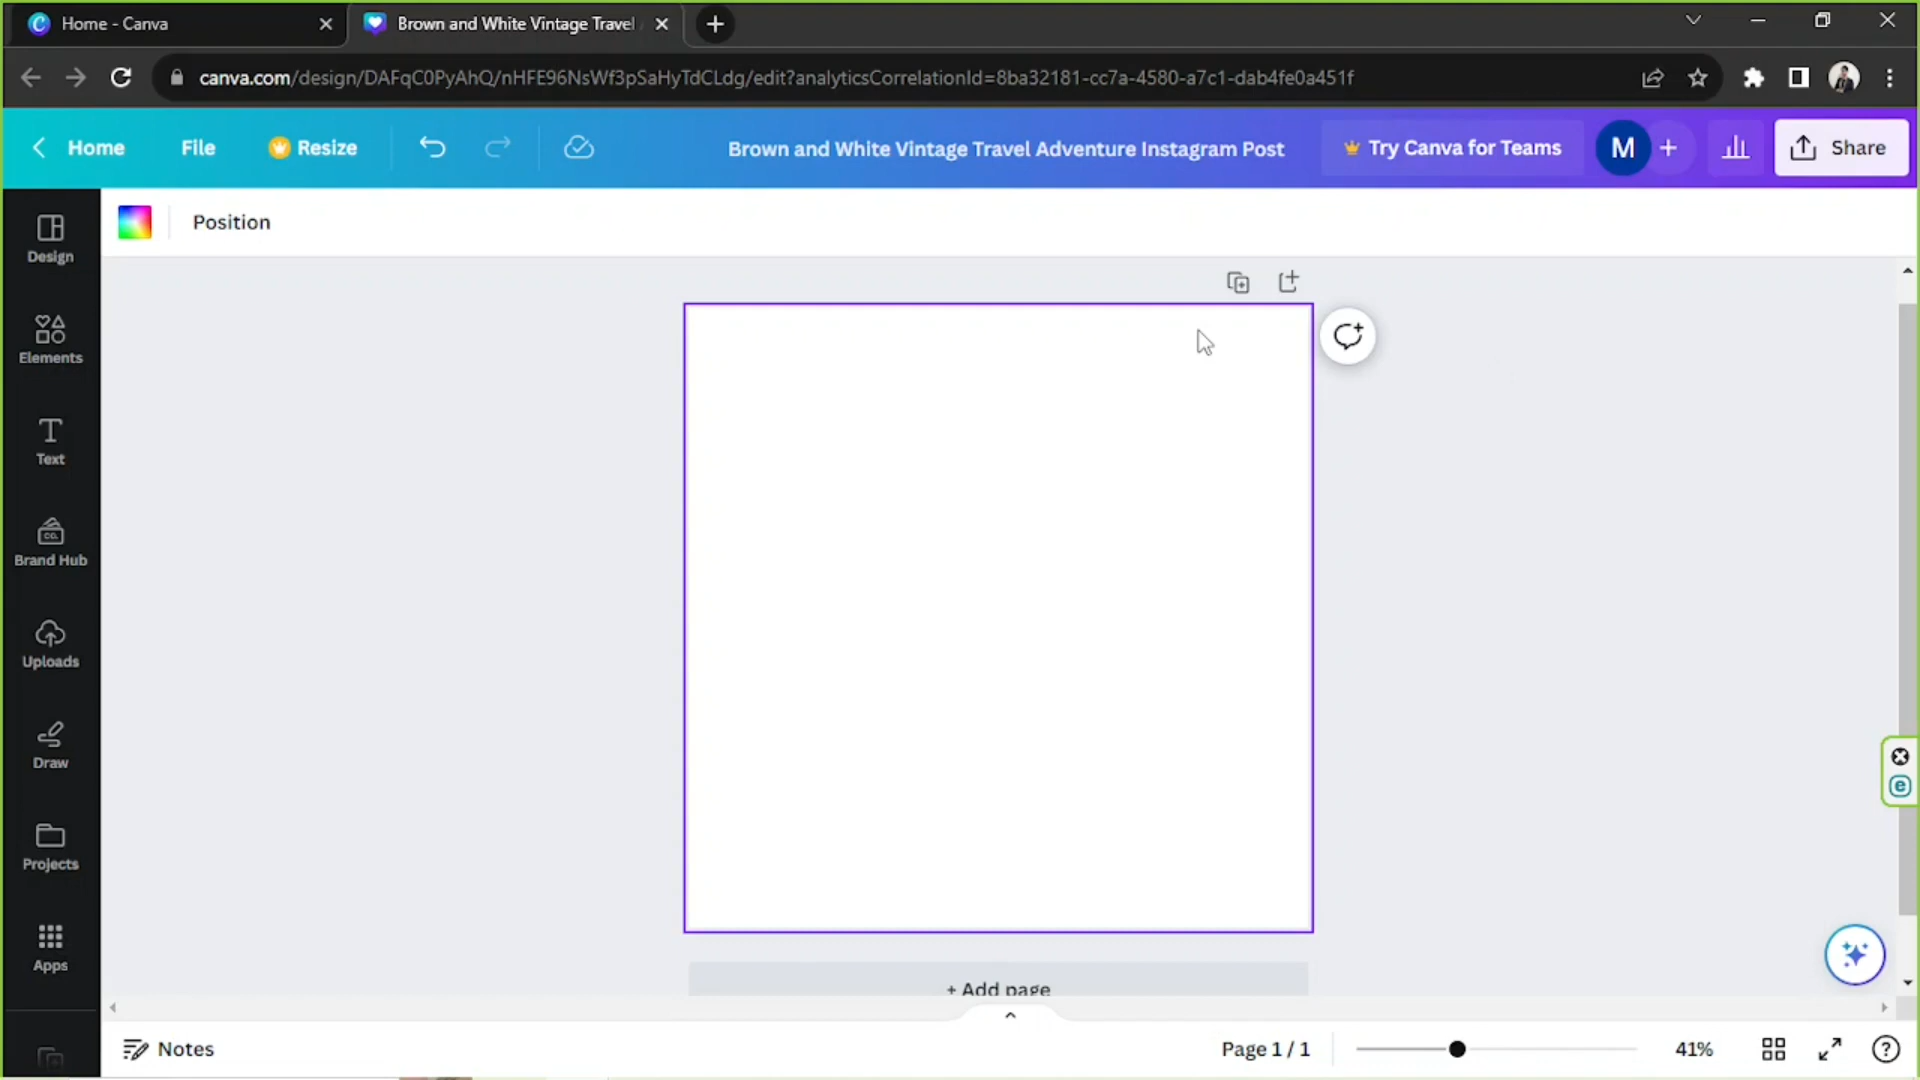 Home - Canva
Brown and White Vintage Travel
canva.com/design/DAFqC0PyAhQ/nHFE96NsWf3pSaHyTdCLdg/edit?analyticsCorrelationId=8ba32181-cc7a-4580-a7c1-dab4fe0a451f
Home
File
Resize
Brown and White Vintage Travel Adventure Instagram Post
Try Canva for Teams
M
Share
Position
Design
Elements
Text
CO.
Brand Hub
Uploads
Draw
Projects
Apps
+ Add page
Notes
Page 1 / 1
41%